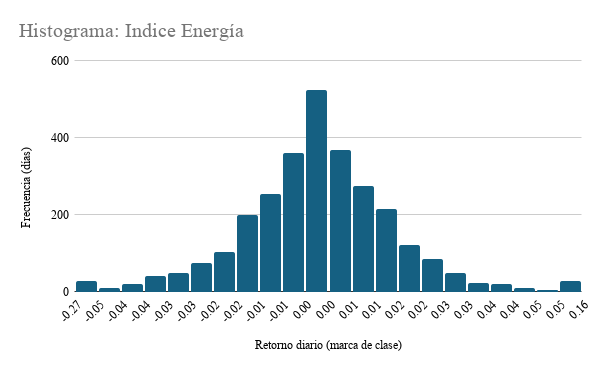 Histograma: Indice Energía
600
400
200
0
Frecuencia (días)
-0.27 -0.05 -0.04 -0.04 -0.03 -0.03 -0.02 -0.02 -0.01 -0.01 0.00 0.00 0.01 0.01 0.02 0.02 0.03 0.03 0.04 0.04 0.05 0.05 0.16
Retorno diario (marca de clase)